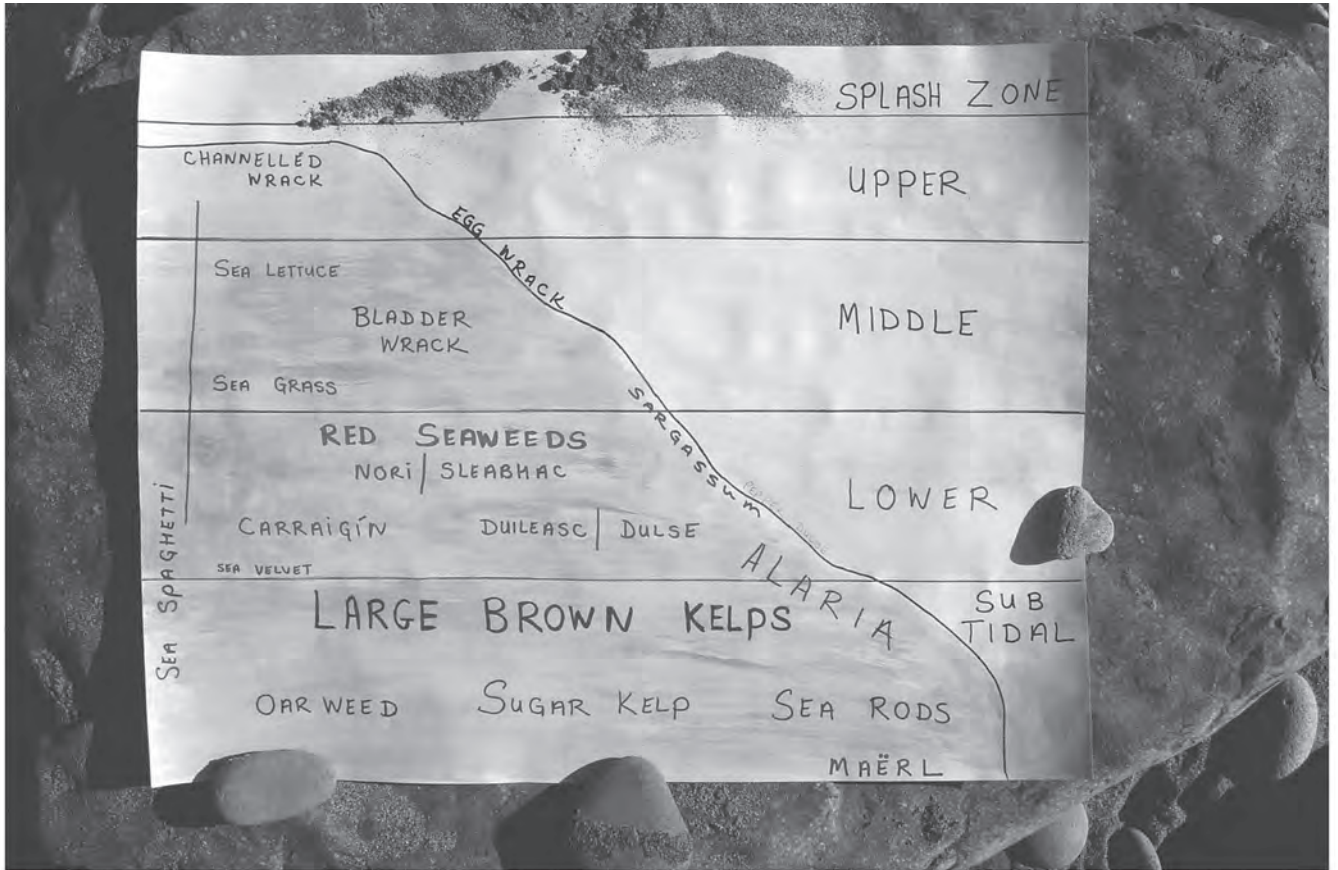 SPLASH ZONE
CHANNELLED
WRACK
UPPER
EGG WRACK
SEA LETTUCE
BLADDER
WRACK
MIDDLE
SEA GRASS
SARGASSUM
RED SEAWEEDS
NORI | SLEABHAC
LOWER
CARRAIGÍN
DUILEASC | DULSE
SEA VELVET
ALARIA
SEA SPAGHETTI
LARGE BROWN KELPS
SUB
TIDAL
OAR WEED
SUGAR KELP
SEA RODS
MAËRL